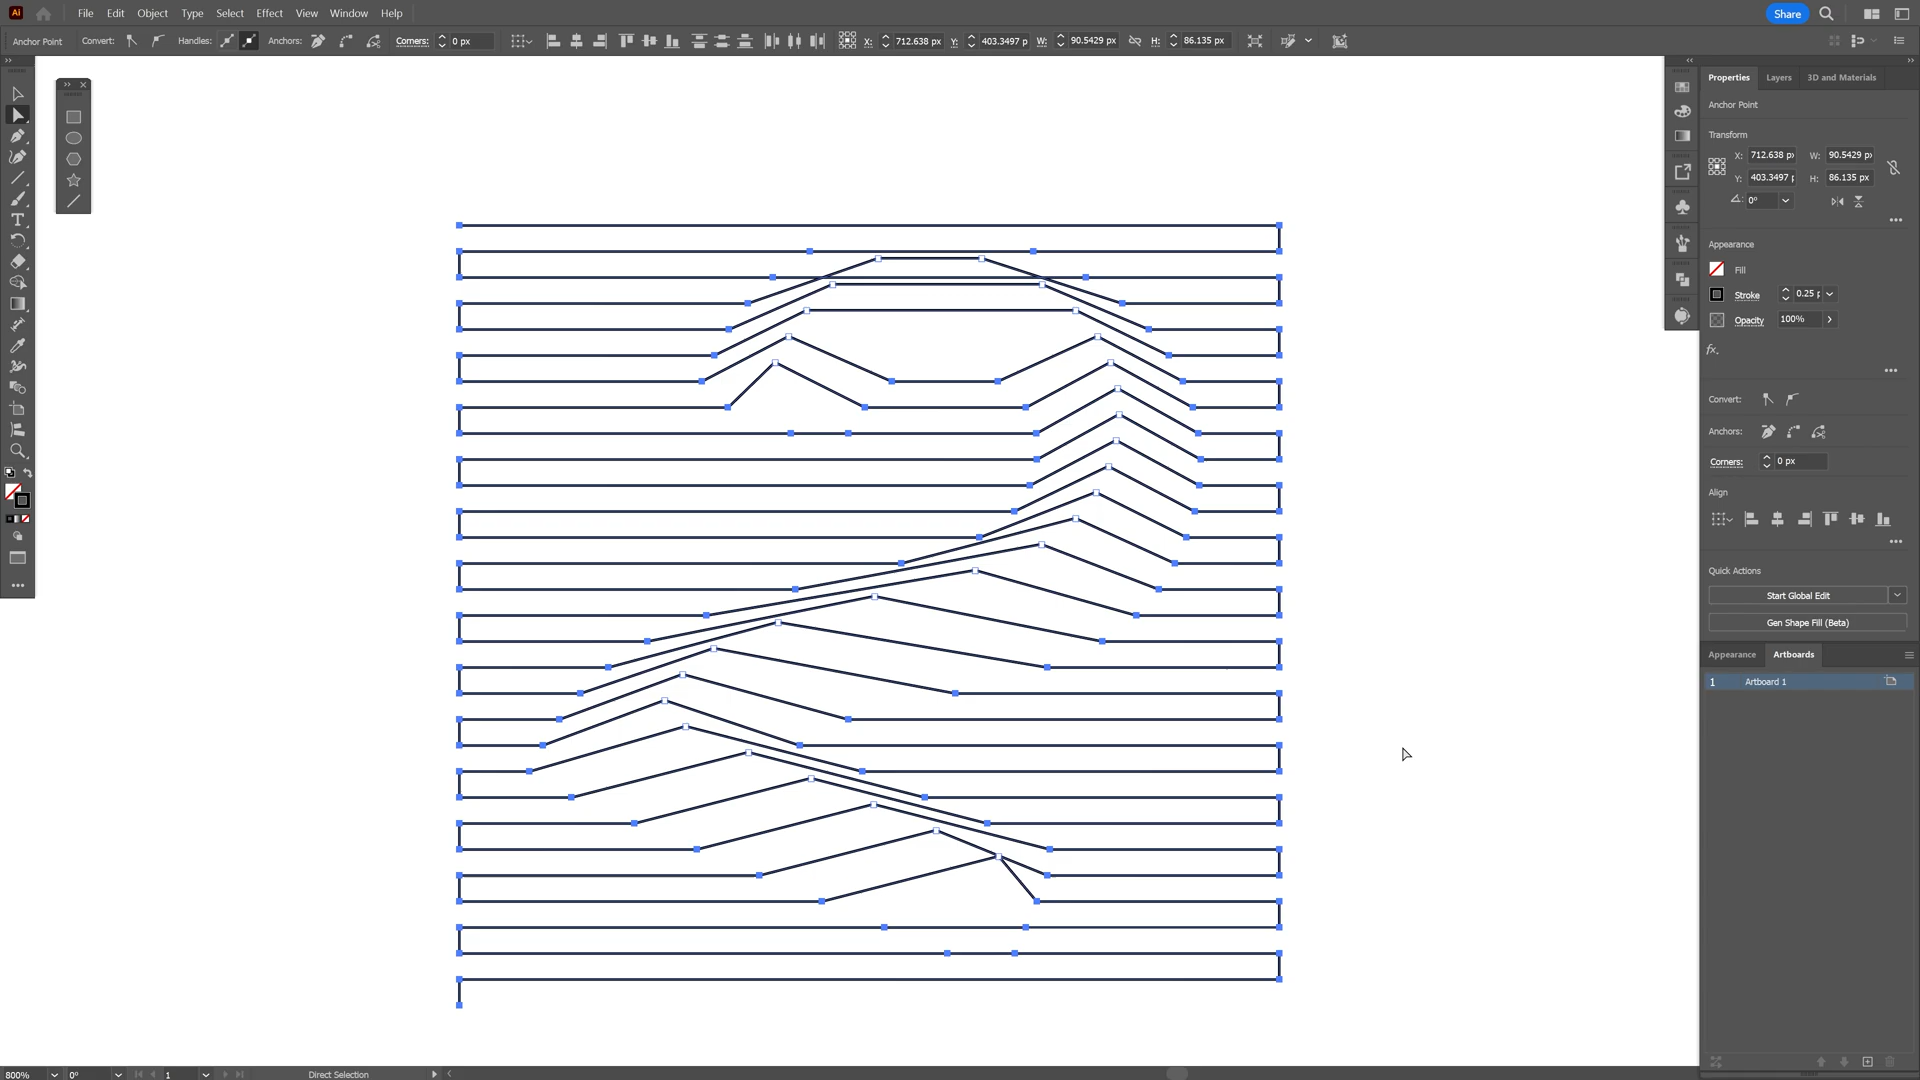 Ai File Edit Object Type Select Effect View Window Help Share
Anchor Point Convert: Handles: Anchors: Corners: 0 px X: 712.638 px Y: 403.3497 p W: 90.5429 px H: 86.135 px
Properties Layers 3D and Materials
Anchor Point
Transform
X: 712.638 px W: 90.5429 px
Y: 403.3497 p H: 86.135 px
0°
Appearance
Fill
Stroke 0.25 p
Opacity 100%
fx.
Convert:
Anchors:
Corners: 0 px
Align
Quick Actions
Start Global Edit
Gen Shape Fill (Beta)
Appearance Artboards
1 Artboard 1
800% 0° 1 Direct Selection